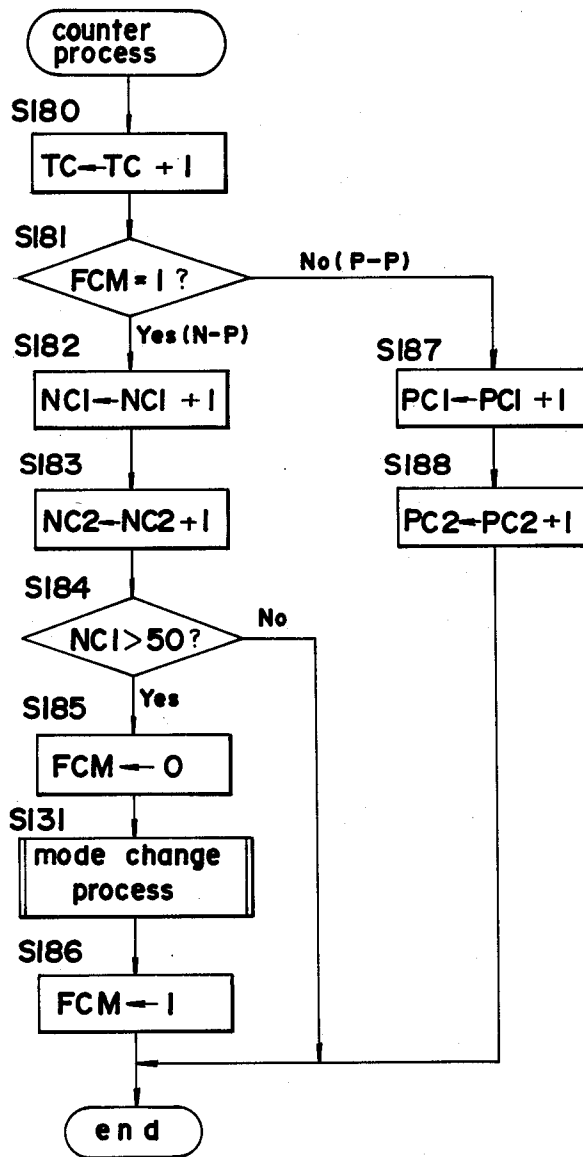 counter
process
S180
TC←TC + 1
S181
FCM = 1 ?
No (P-P)
Yes (N-P)
S182
NC1←NC1 + 1
S183
NC2←NC2 + 1
S184
NC1 > 50 ?
No
Yes
S185
FCM ← 0
S131
mode change
process
S186
FCM ← 1
S187
PC1←PC1 + 1
S188
PC2←PC2 + 1
end